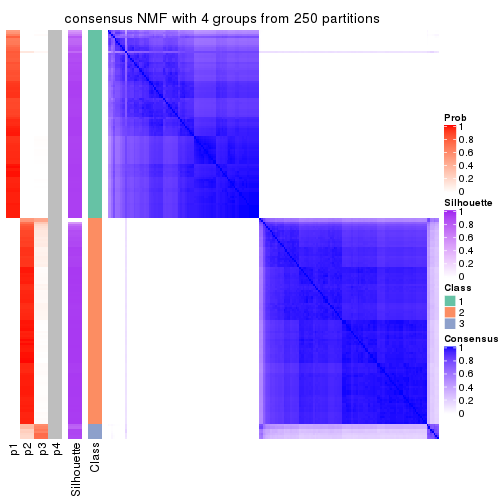 consensus NMF with 4 groups from 250 partitions
Prob
1
0.8
0.6
0.4
0.2
0
Silhouette
1
0.8
0.6
0.4
0.2
0
Class
1
2
3
Consensus
1
0.8
0.6
0.4
0.2
0
p1
p2
p3
p4
Silhouette
Class